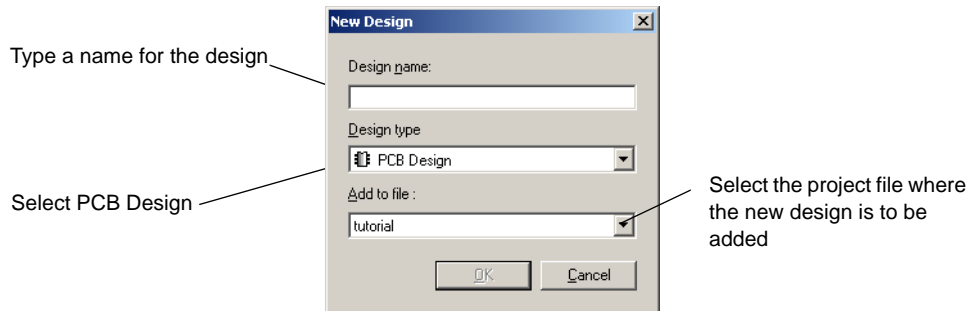 New Design
Type a name for the design
Design name:
Design type
PCB Design
Select PCB Design
Add to file :
tutorial
Select the project file where
the new design is to be
added
OK
Cancel